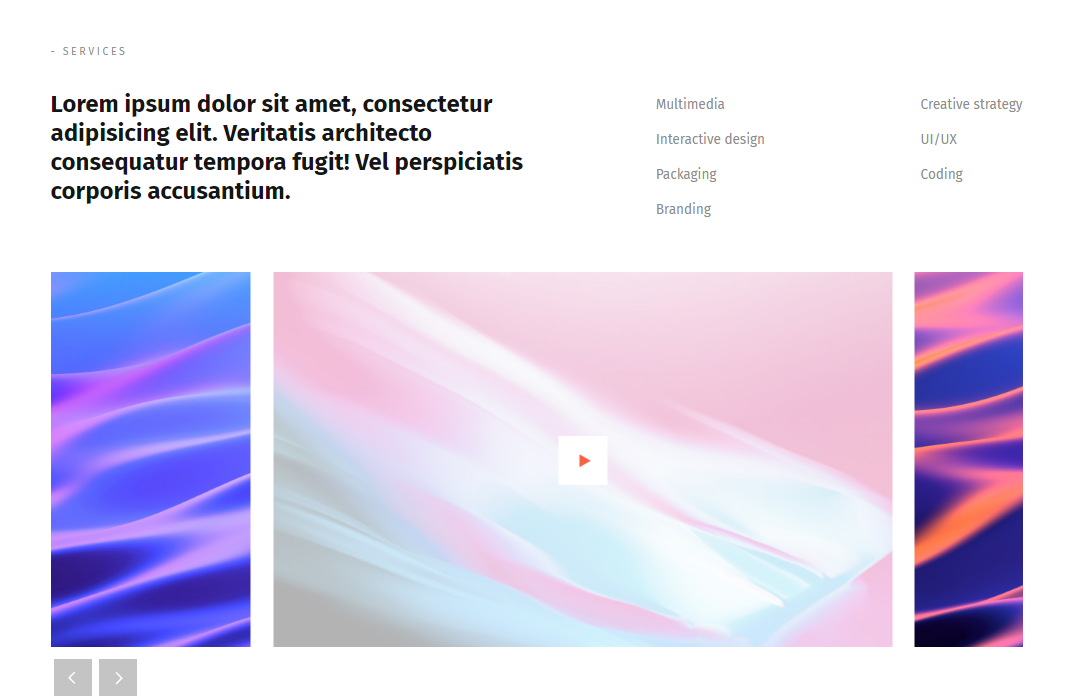 - SERVICES
Lorem ipsum dolor sit amet, consectetur
adipisicing elit. Veritatis architecto
consequatur tempora fugit! Vel perspiciatis
corporis accusantium.
Multimedia
Interactive design
Packaging
Branding
Creative strategy
UI/UX
Coding